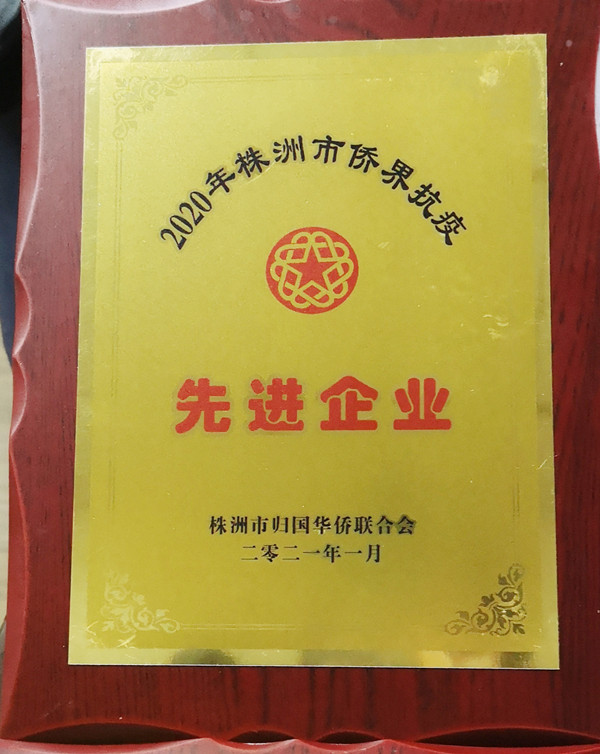 2020年株洲市侨界抗疫
先进企业
株洲市归国华侨联合会
二零二一年一月